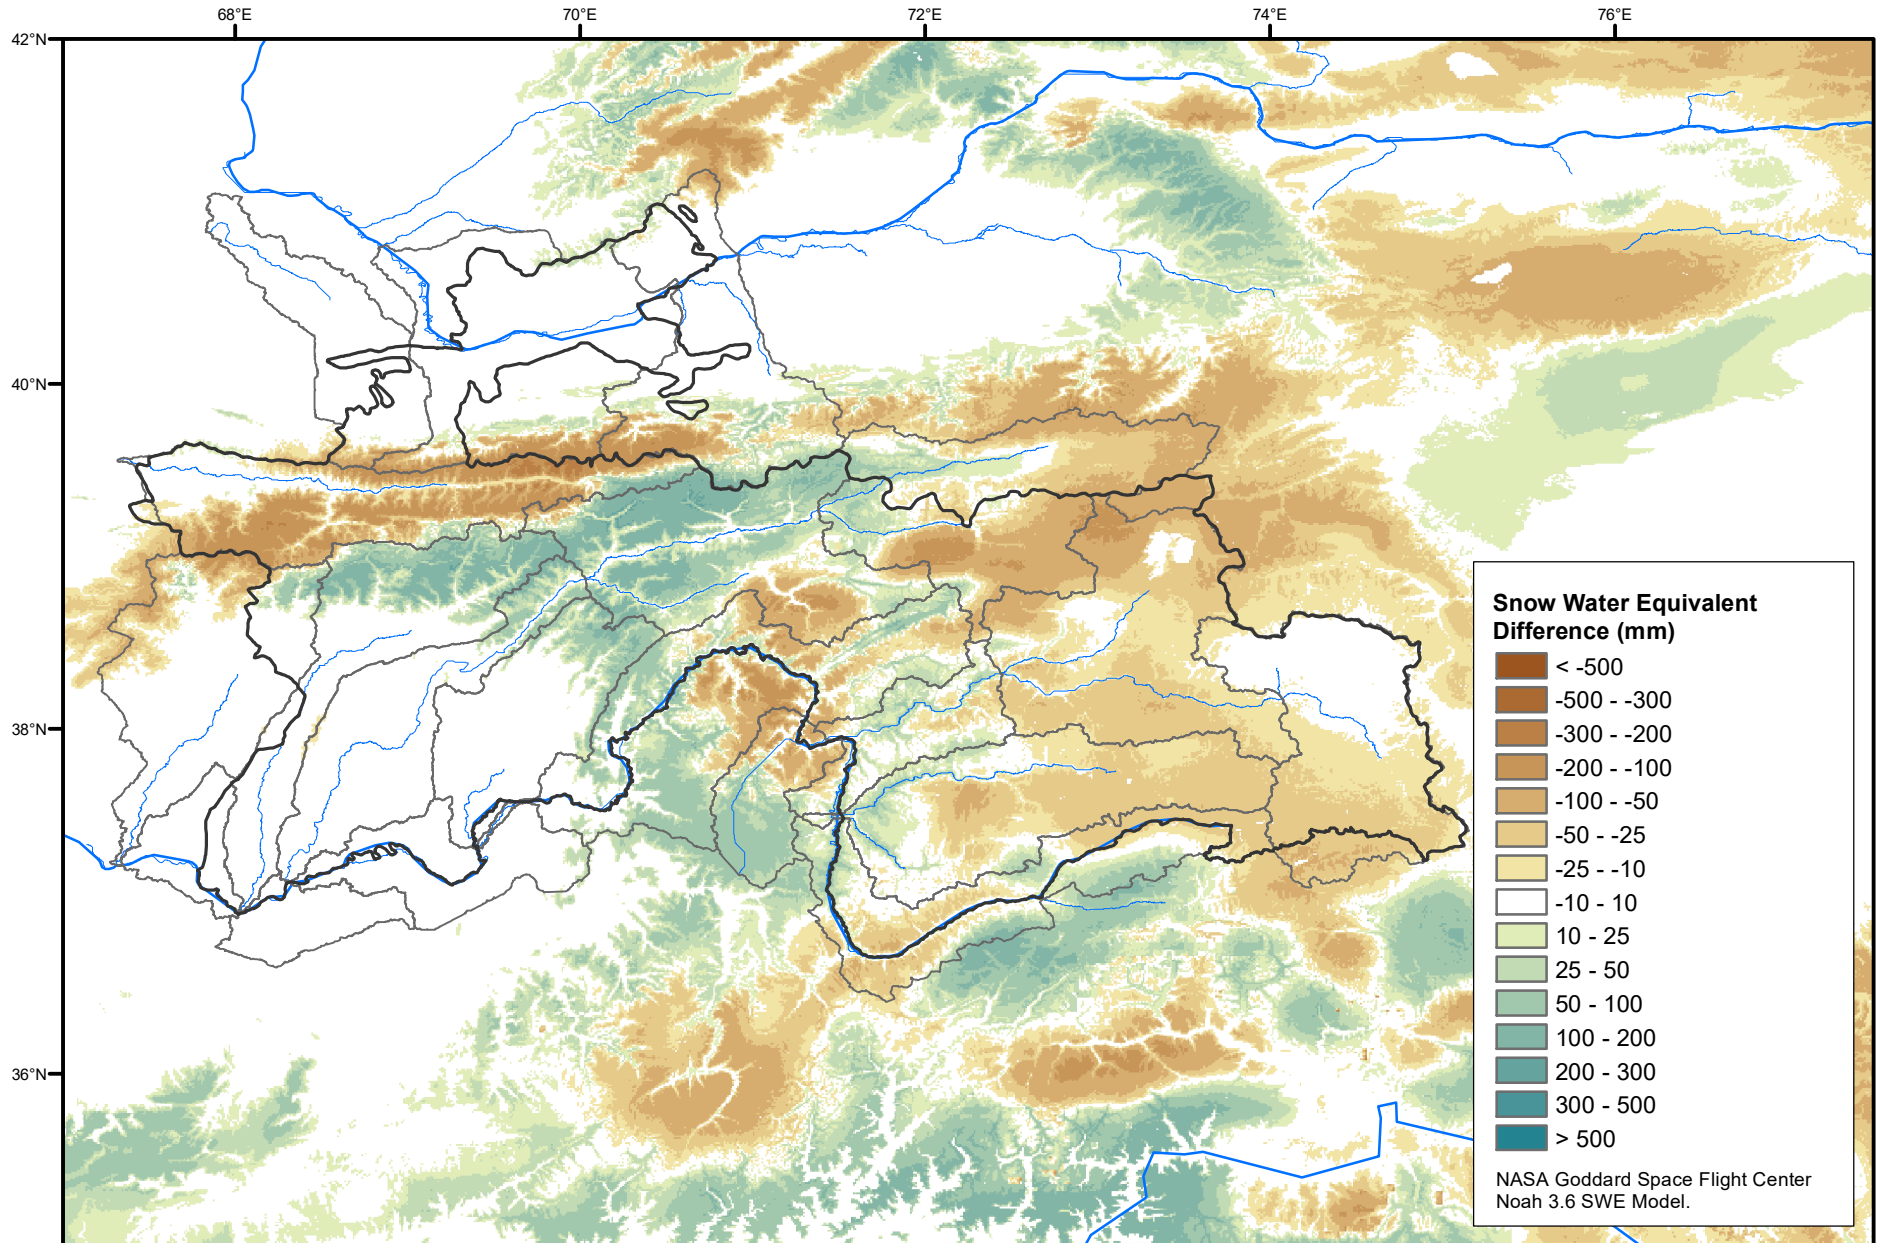 68°E
70°E
72°E
74°E
76°E
42°N
40°N
38°N
36°N
Snow Water Equivalent
Difference (mm)
< -500
-500 - -300
-300 - -200
-200 - -100
-100 - -50
-50 - -25
-25 - -10
-10 - 10
10 - 25
25 - 50
50 - 100
100 - 200
200 - 300
300 - 500
> 500
NASA Goddard Space Flight Center
Noah 3.6 SWE Model.